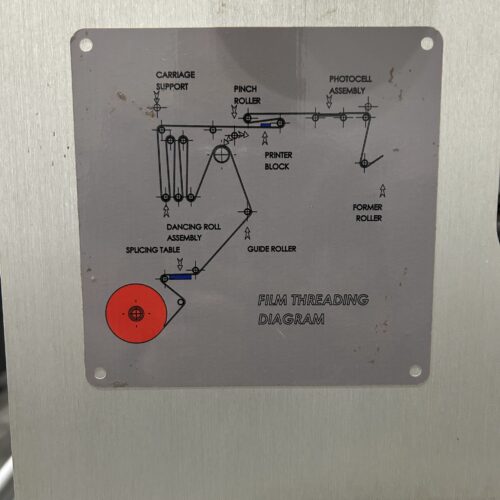 CARRIAGE
SUPPORT
PINCH
ROLLER
PHOTOCELL
ASSEMBLY
PRINTER
BLOCK
FORMER
ROLLER
DANCING ROLL
ASSEMBLY
SPLICING TABLE
GUIDE ROLLER
FILM THREADING
DIAGRAM